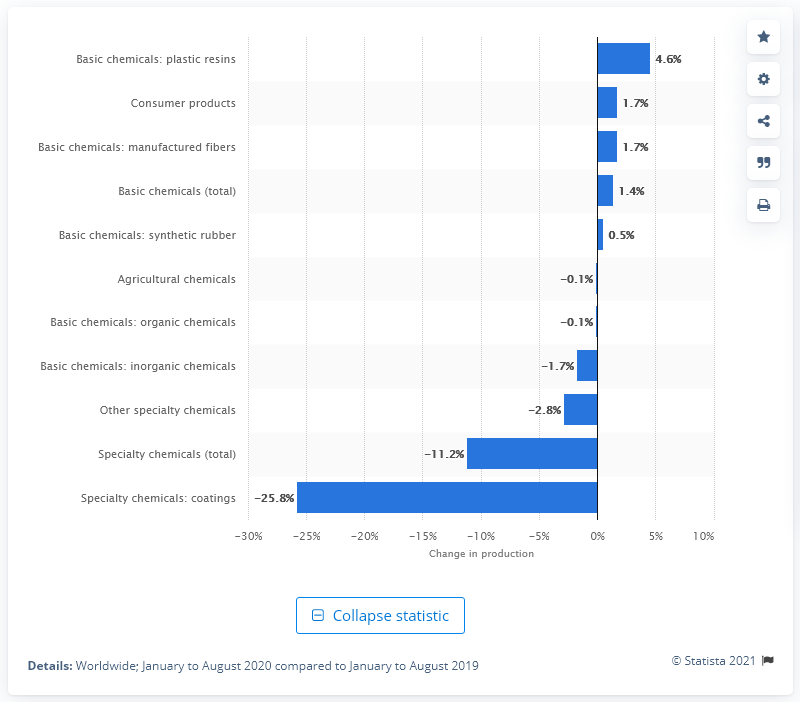 Basic chemicals: plastic resins 4.6%
Consumer products 1.7%
Basic chemicals: manufactured fibers 1.7%
Basic chemicals (total) 1.4%
Basic chemicals: synthetic rubber 0.5%
Agricultural chemicals −0.1%
Basic chemicals: organic chemicals −0.1%
Basic chemicals: inorganic chemicals −1.7%
Other specialty chemicals −2.8%
Specialty chemicals (total) −11.2%
Specialty chemicals: coatings −25.8%
−30% −25% −20% −15% −10% −5% 0% 5% 10%
Change in production
Collapse statistic
Details: Worldwide; January to August 2020 compared to January to August 2019
© Statista 2021